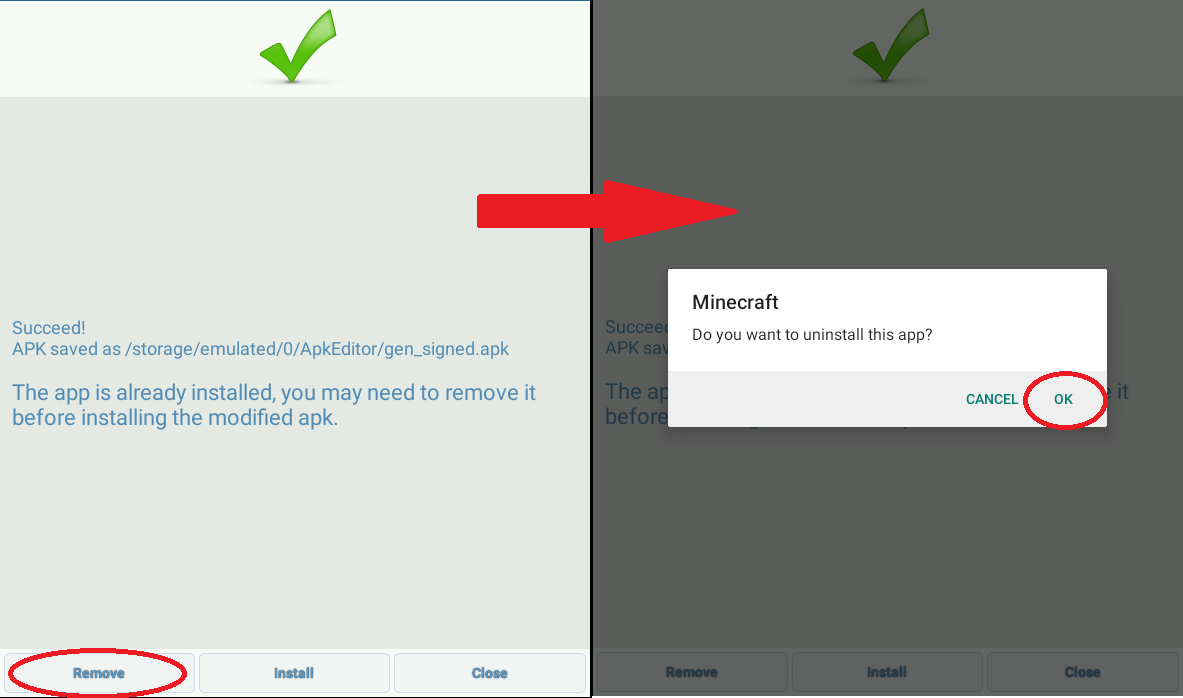 Succeed!
APK saved as /storage/emulated/0/ApkEditor/gen_signed.apk
The app is already installed, you may need to remove it
before installing the modified apk.
Remove
Install
Close
Minecraft
Do you want to uninstall this app?
CANCEL
OK
Succeed
APK sav
The ap
it
before
Remove
Install
Close